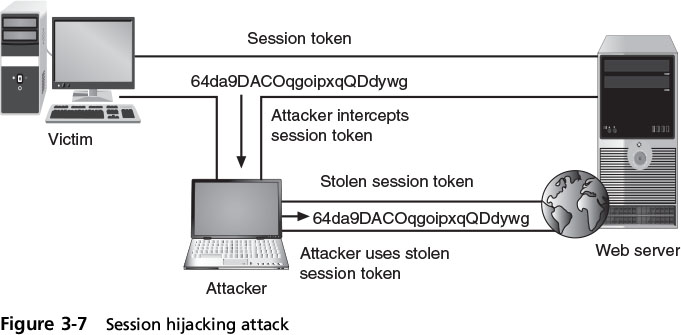 Session token
64da9DACOqgoipxqQDdywg
Victim
Attacker intercepts
session token
Stolen session token
64da9DACOqgoipxqQDdywg
Web server
Attacker uses stolen
session token
Attacker
Figure 3-7 Session hijacking attack